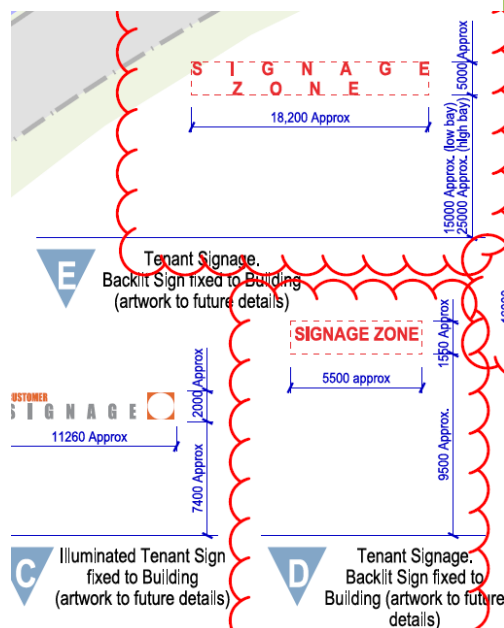 S I G N A G E
Z O N E
5000 Approx
18,200 Approx
15000 Approx. (low bay)
25000 Approx. (high bay)
E
Tenant Signage.
Backlit Sign fixed to Building
(artwork to future details)
SIGNAGE ZONE
1550 Approx
5500 approx
9500 Approx.
CUSTOMER
SIGNAGE
2000 Approx
11260 Approx
7400 Approx
C
Illuminated Tenant Sign
fixed to Building
(artwork to future details)
D
Tenant Signage.
Backlit Sign fixed to
Building (artwork to future
details)